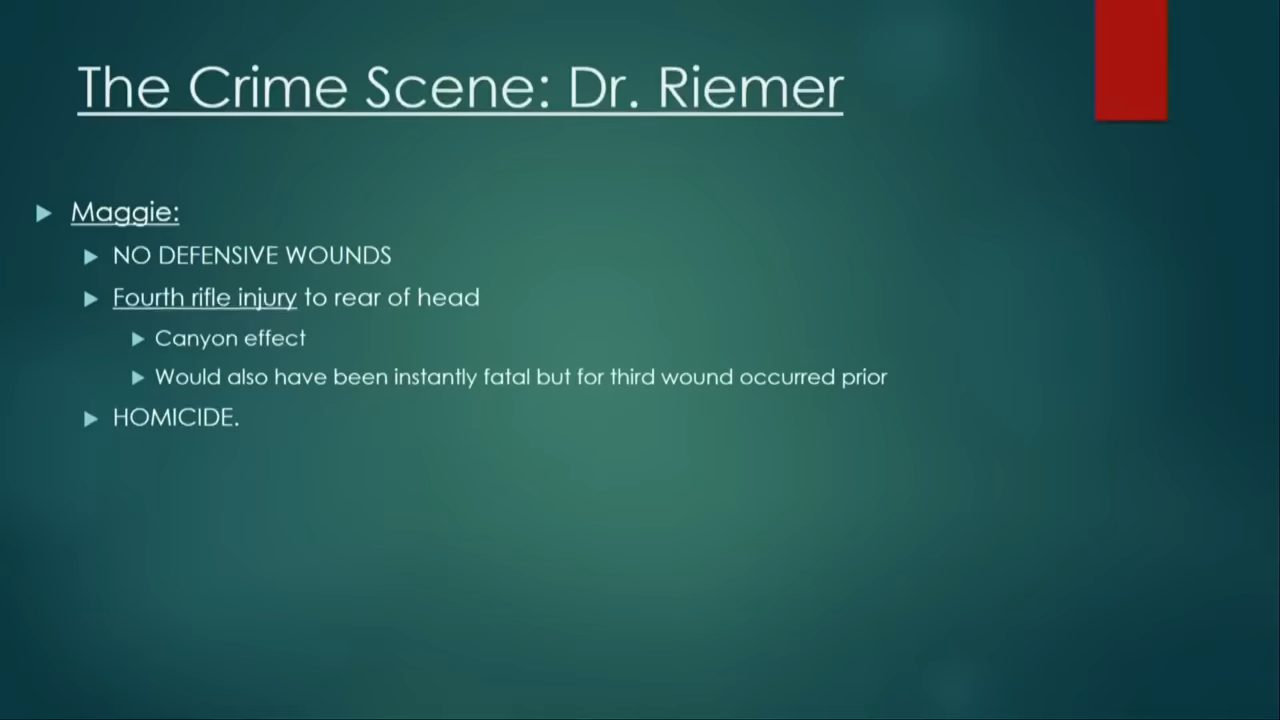 The Crime Scene: Dr. Riemer
Maggie:
NO DEFENSIVE WOUNDS
Fourth rifle injury to rear of head
Canyon effect
Would also have been instantly fatal but for third wound occurred prior
HOMICIDE.